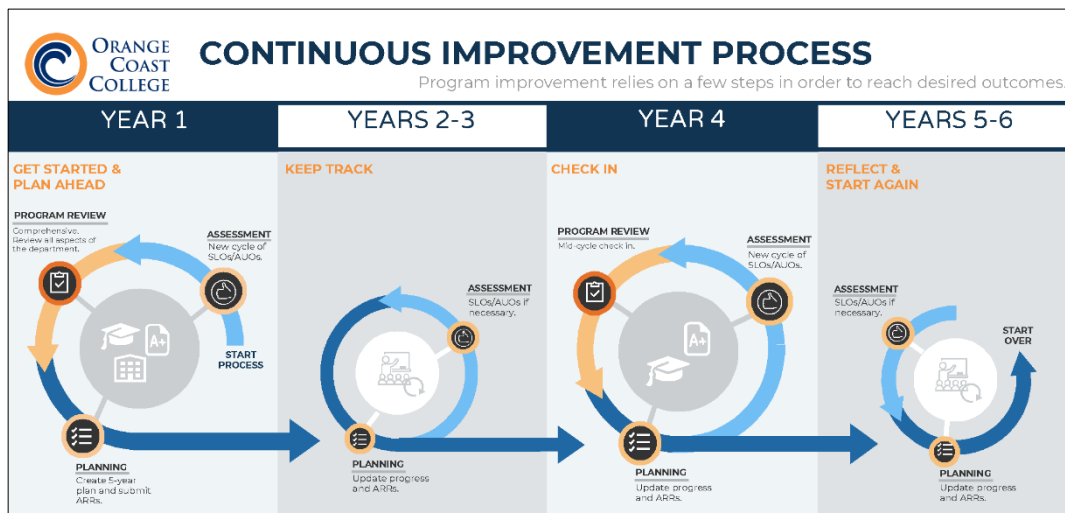 ORANGE
COAST
COLLEGE
CONTINUOUS IMPROVEMENT PROCESS
Program improvement relies on a few steps in order to reach desired outcomes.
YEAR 1
YEARS 2-3
YEAR 4
YEARS 5-6
GET STARTED &
PLAN AHEAD
PROGRAM REVIEW
Comprehensive.
Review all aspects of
the department.
ASSESSMENT
New cycle of
SLOs/AUOs.
A+
START
PROCESS
PLANNING
Create 5-year
plan and submit
ARRs.
KEEP TRACK
ASSESSMENT
SLOs/AUOs if
necessary.
PLANNING
Update progress
and ARRs.
CHECK IN
PROGRAM REVIEW
Mid-cycle check in.
ASSESSMENT
New cycle of
SLOs/AUOs.
A+
PLANNING
Update progress
and ARRs.
REFLECT &
START AGAIN
ASSESSMENT
SLOs/AUOs if
necessary.
START
OVER
PLANNING
Update progress
and ARRs.